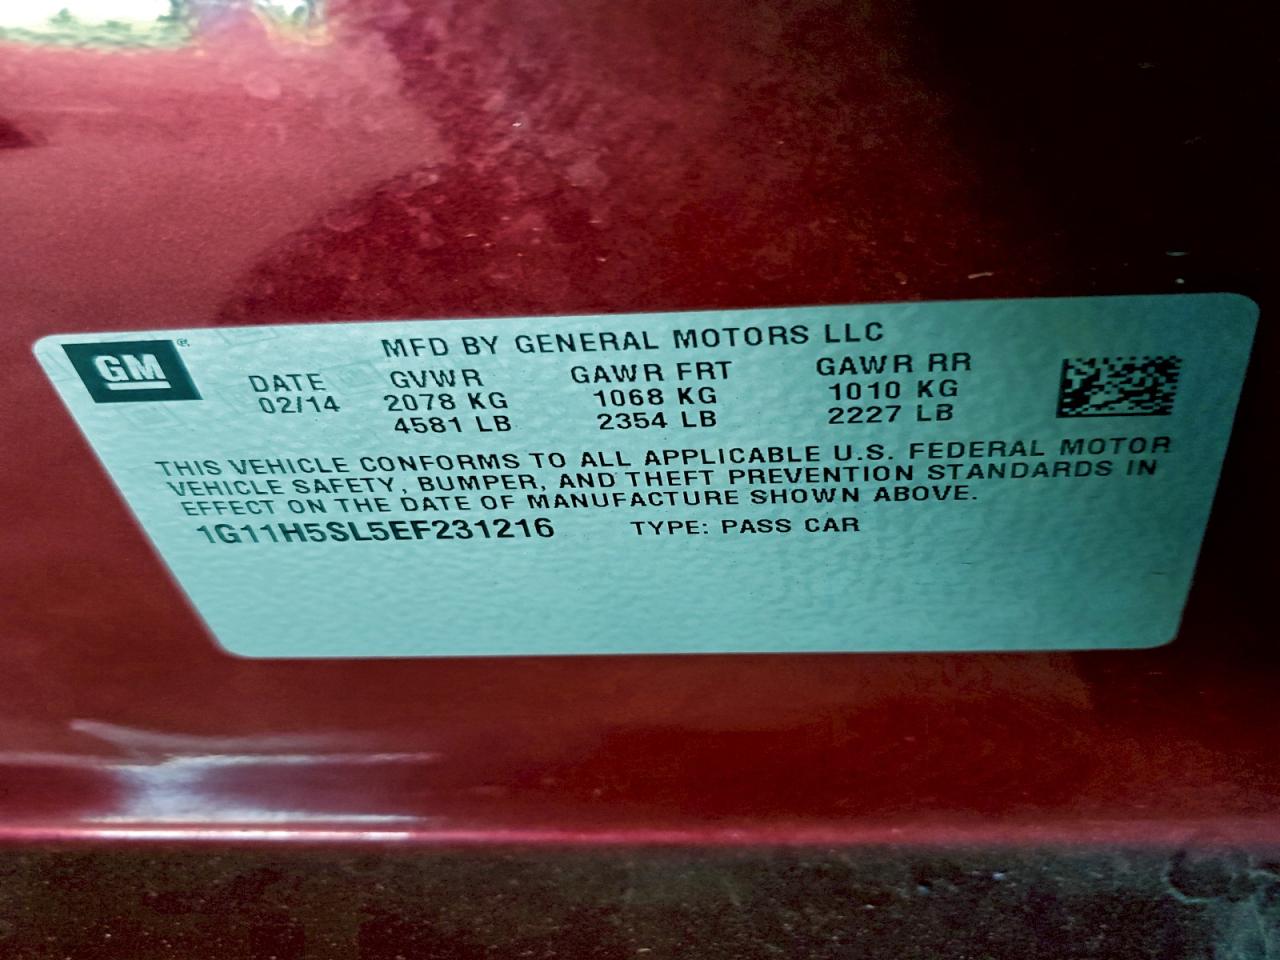 GM ®
MFD BY GENERAL MOTORS LLC
DATE GVWR GAWR FRT GAWR RR
02/14 2078 KG 1068 KG 1010 KG
4581 LB 2354 LB 2227 LB
THIS VEHICLE CONFORMS TO ALL APPLICABLE U.S. FEDERAL MOTOR
VEHICLE SAFETY, BUMPER, AND THEFT PREVENTION STANDARDS IN
EFFECT ON THE DATE OF MANUFACTURE SHOWN ABOVE.
1G11H5SL5EF231216 TYPE: PASS CAR